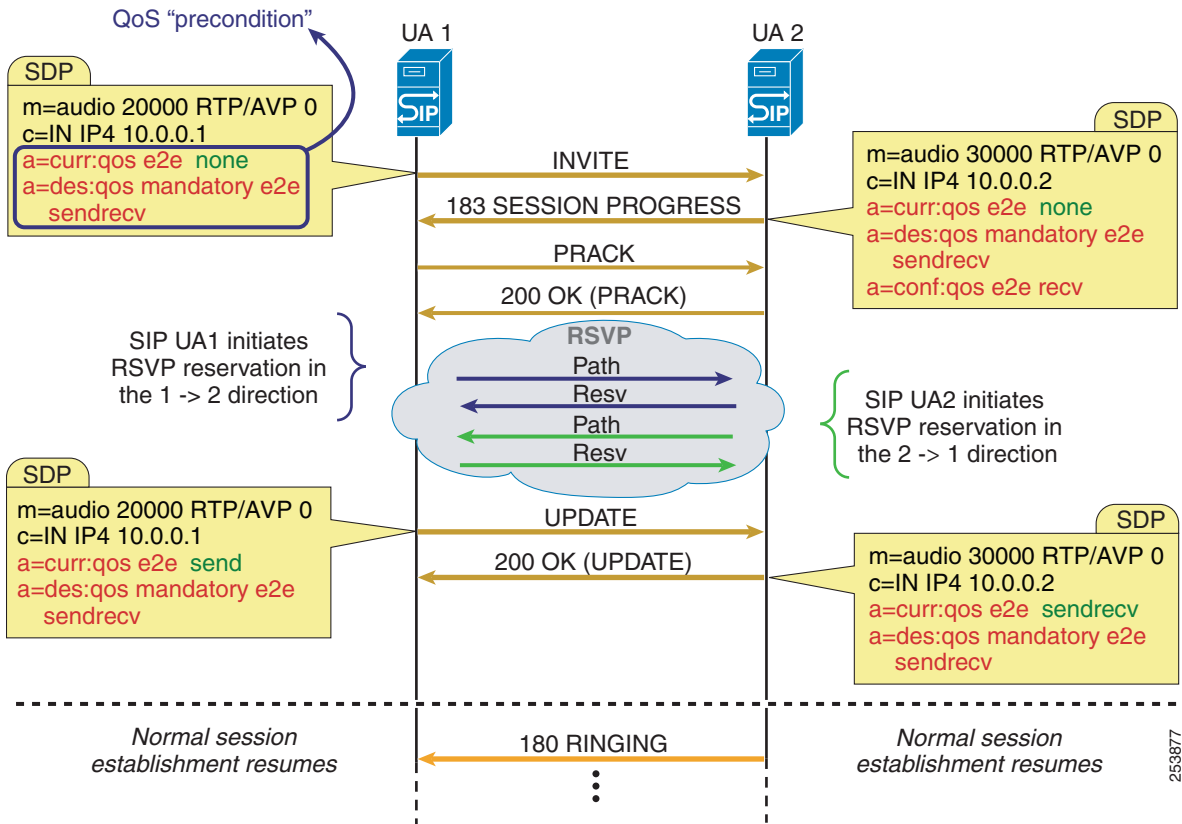 QoS “precondition”
UA 1
UA 2
SIP
SIP
SDP
m=audio 20000 RTP/AVP 0
c=IN IP4 10.0.0.1
a=curr:qos e2e none
a=des:qos mandatory e2e
sendrecv
SDP
m=audio 30000 RTP/AVP 0
c=IN IP4 10.0.0.2
a=curr:qos e2e none
a=des:qos mandatory e2e
sendrecv
a=conf:qos e2e recv
INVITE
183 SESSION PROGRESS
PRACK
200 OK (PRACK)
SIP UA1 initiates
RSVP reservation in
the 1 -> 2 direction
RSVP
Path
Resv
Path
Resv
SIP UA2 initiates
RSVP reservation in
the 2 -> 1 direction
SDP
m=audio 20000 RTP/AVP 0
c=IN IP4 10.0.0.1
a=curr:qos e2e send
a=des:qos mandatory e2e
sendrecv
UPDATE
200 OK (UPDATE)
SDP
m=audio 30000 RTP/AVP 0
c=IN IP4 10.0.0.2
a=curr:qos e2e sendrecv
a=des:qos mandatory e2e
sendrecv
Normal session
establishment resumes
180 RINGING
Normal session
establishment resumes
253877